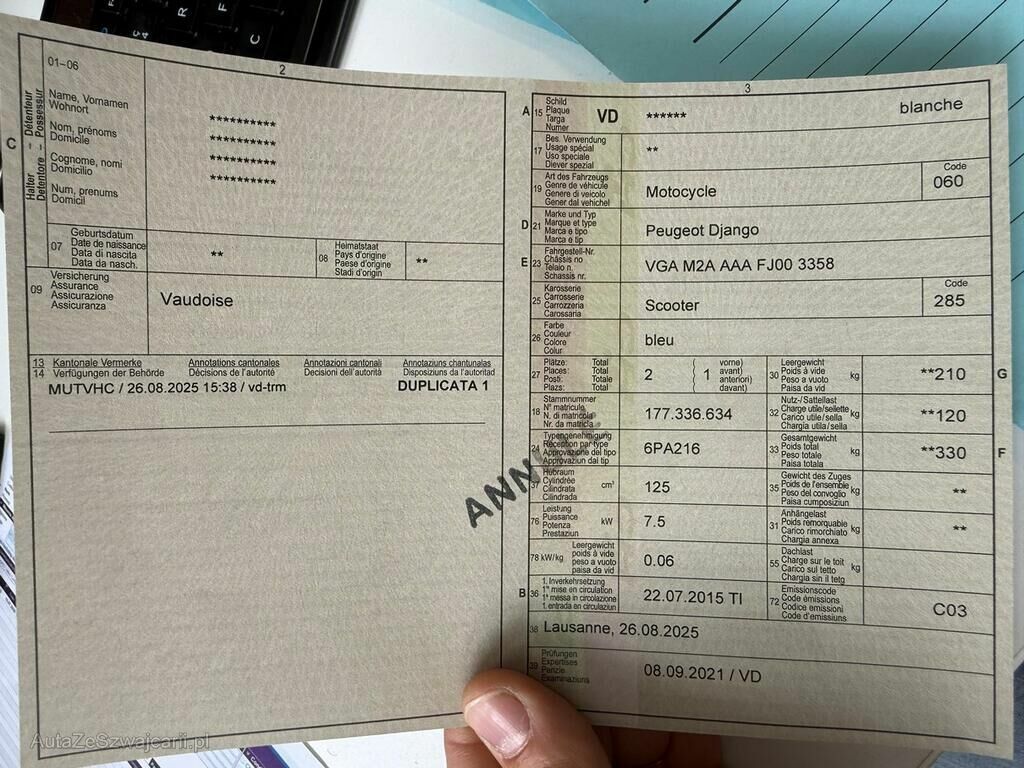 2
01–06
Halter – Détenteur
Detentore – Possessur
C
Name, Vornamen
Wohnort
Nom, prénoms
Domicile
Cognome, nomi
Domicilio
Num, prenums
Domicil
**********
**********
**********
**********
07
Geburtsdatum
Date de naissance
Data di nascita
Data da nasch.
**
08
Heimatstaat
Pays d'origine
Paese d'origine
Stadi d'origin
**
09
Versicherung
Assurance
Assicurazione
Assicuranza
Vaudoise
13 Kantonale Vermerke Annotations cantonales Annotazioni cantonali Annotaziuns chantunalas
14 Verfügungen der Behörde Décisions de l'autorité Decisioni dell'autorità Disposiziuns da l'autoritad
MUTVHC / 26.08.2025 15:38 / vd-trm DUPLICATA 1
3
A 15
Schild
Plaque
Targa
Numer
VD ****** blanche
17
Bes. Verwendung
Usage spécial
Uso speciale
Diever spezial
**
19
Art des Fahrzeugs
Genre de véhicule
Genere di veicolo
Gener dal vehichel
Motocycle
Code
060
D 21
Marke und Typ
Marque et type
Marca e tipo
Marca e tip
Peugeot Django
E 23
Fahrgestell-Nr.
Châssis no
Telaio n.
Schassis nr.
VGA M2A AAA FJ00 3358
25
Karosserie
Carrosserie
Carrozzeria
Carossaria
Scooter
Code
285
26
Farbe
Couleur
Colore
Colur
bleu
27
Plätze: Total
Places: Total
Posti: Totale
Plazs: Total
2
( 1
vorne)
avant)
anteriori)
davant)
30
Leergewicht
Poids à vide
Peso a vuoto
Paisa da vid
kg
**210
G
18
Stammnummer
N° matricule
N. di matricola
Nr. da matricla
177.336.634
32
Nutz-/Sattellast
Charge utile/sellette
Carico utile/sella
Chargia utila/sella
kg
**120
24
Typengenehmigung
Réception par type
Approvazione del tipo
Approvaziun dal tip
6PA216
33
Gesamtgewicht
Poids total
Peso totale
Paisa totala
kg
**330
F
37
Hubraum
Cylindrée
Cilindrata
Cilindrada
cm³
125
35
Gewicht des Zuges
Poids de l'ensemble
Peso del convoglio
Paisa cumposiziun
kg
**
76
Leistung
Puissance
Potenza
Prestaziun
kW
7.5
31
Anhängelast
Poids remorquable
Carico rimorchiato
Chargia annexa
kg
**
78 kW/kg
Leergewicht
poids à vide
peso a vuoto
paisa da vid
0.06
55
Dachlast
Charge sur le toit
Carico sul tetto
Chargia sin il tetg
kg
B 36
1. Inverkehrsetzung
1re mise en circulation
1a messa in circolazione
1. entrada en circulaziun
22.07.2015 TI
72
Emissionscode
Code émissions
Codice emissioni
Code d'emissiuns
C03
38 Lausanne, 26.08.2025
39
Prüfungen
Expertises
Perizie
Examinaziuns
08.09.2021 / VD
AutaZeSzwajcarii.pl